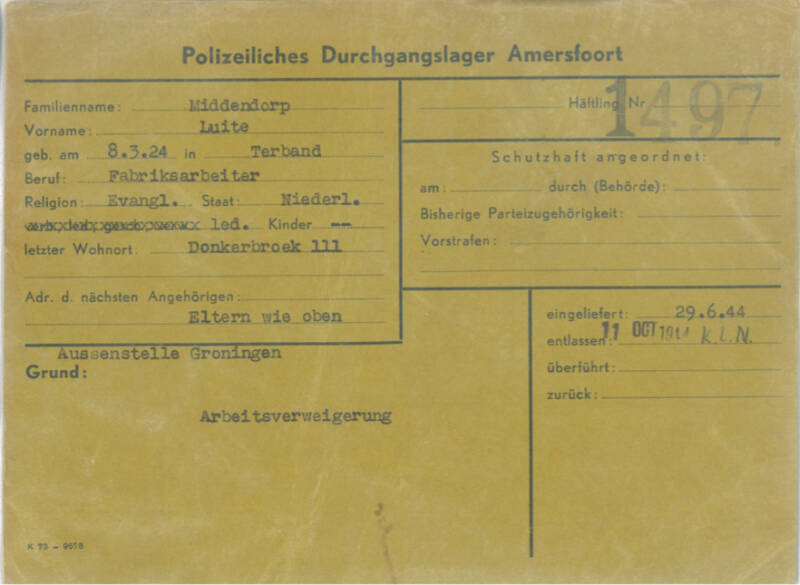 Polizeiliches Durchgangslager Amersfoort
Familienname: Middendorp
Vorname: Luite
geb. am 8.3.24 in Terband
Beruf: Fabriksarbeiter
Religion: Evangl. Staat: Niederl.
led. Kinder --
letzter Wohnort: Donkerbroek 111
Adr. d. nächsten Angehörigen:
Eltern wie oben
Häftling Nr 1497.
Schutzhaft angeordnet:
am: durch (Behörde):
Bisherige Parteizugehörigkeit:
Vorstrafen:
eingeliefert: 29.6.44
entlassen: 11 OCT 1944 K.L.N.
überführt:
zurück:
Aussenstelle Groningen
Grund:
Arbeitsverweigerung
K 73 - 9658